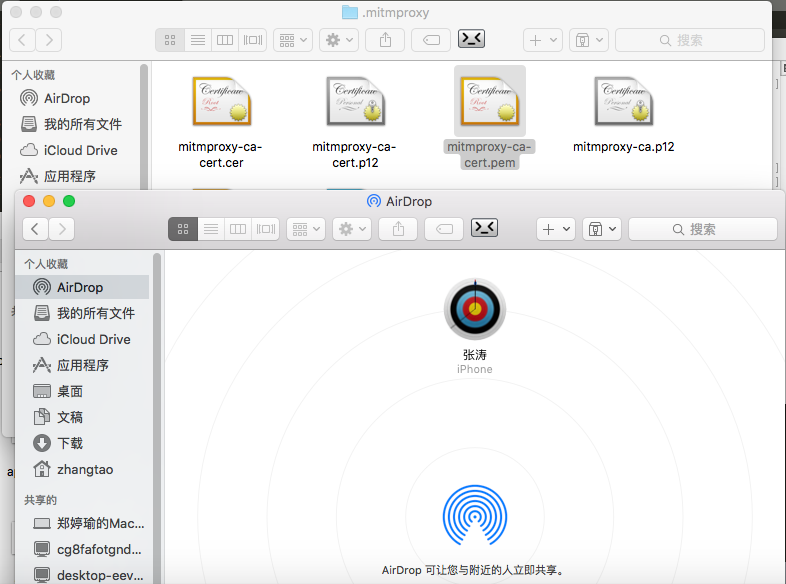 .mitmproxy
搜索
个人收藏
AirDrop
我的所有文件
iCloud Drive
应用程序
Certificate
Root
Certificate
Personal
Certificate
Root
Certificate
Personal
mitmproxy-ca-
cert.cer
mitmproxy-ca-
cert.p12
mitmproxy-ca-
cert.pem
mitmproxy-ca.p12
AirDrop
搜索
个人收藏
AirDrop
我的所有文件
iCloud Drive
应用程序
桌面
文稿
下载
zhangtao
共享的
郑婷瑜的Mac...
cg8fafotgnd...
desktop-eev...
张涛
iPhone
AirDrop 可让您与附近的人立即共享。